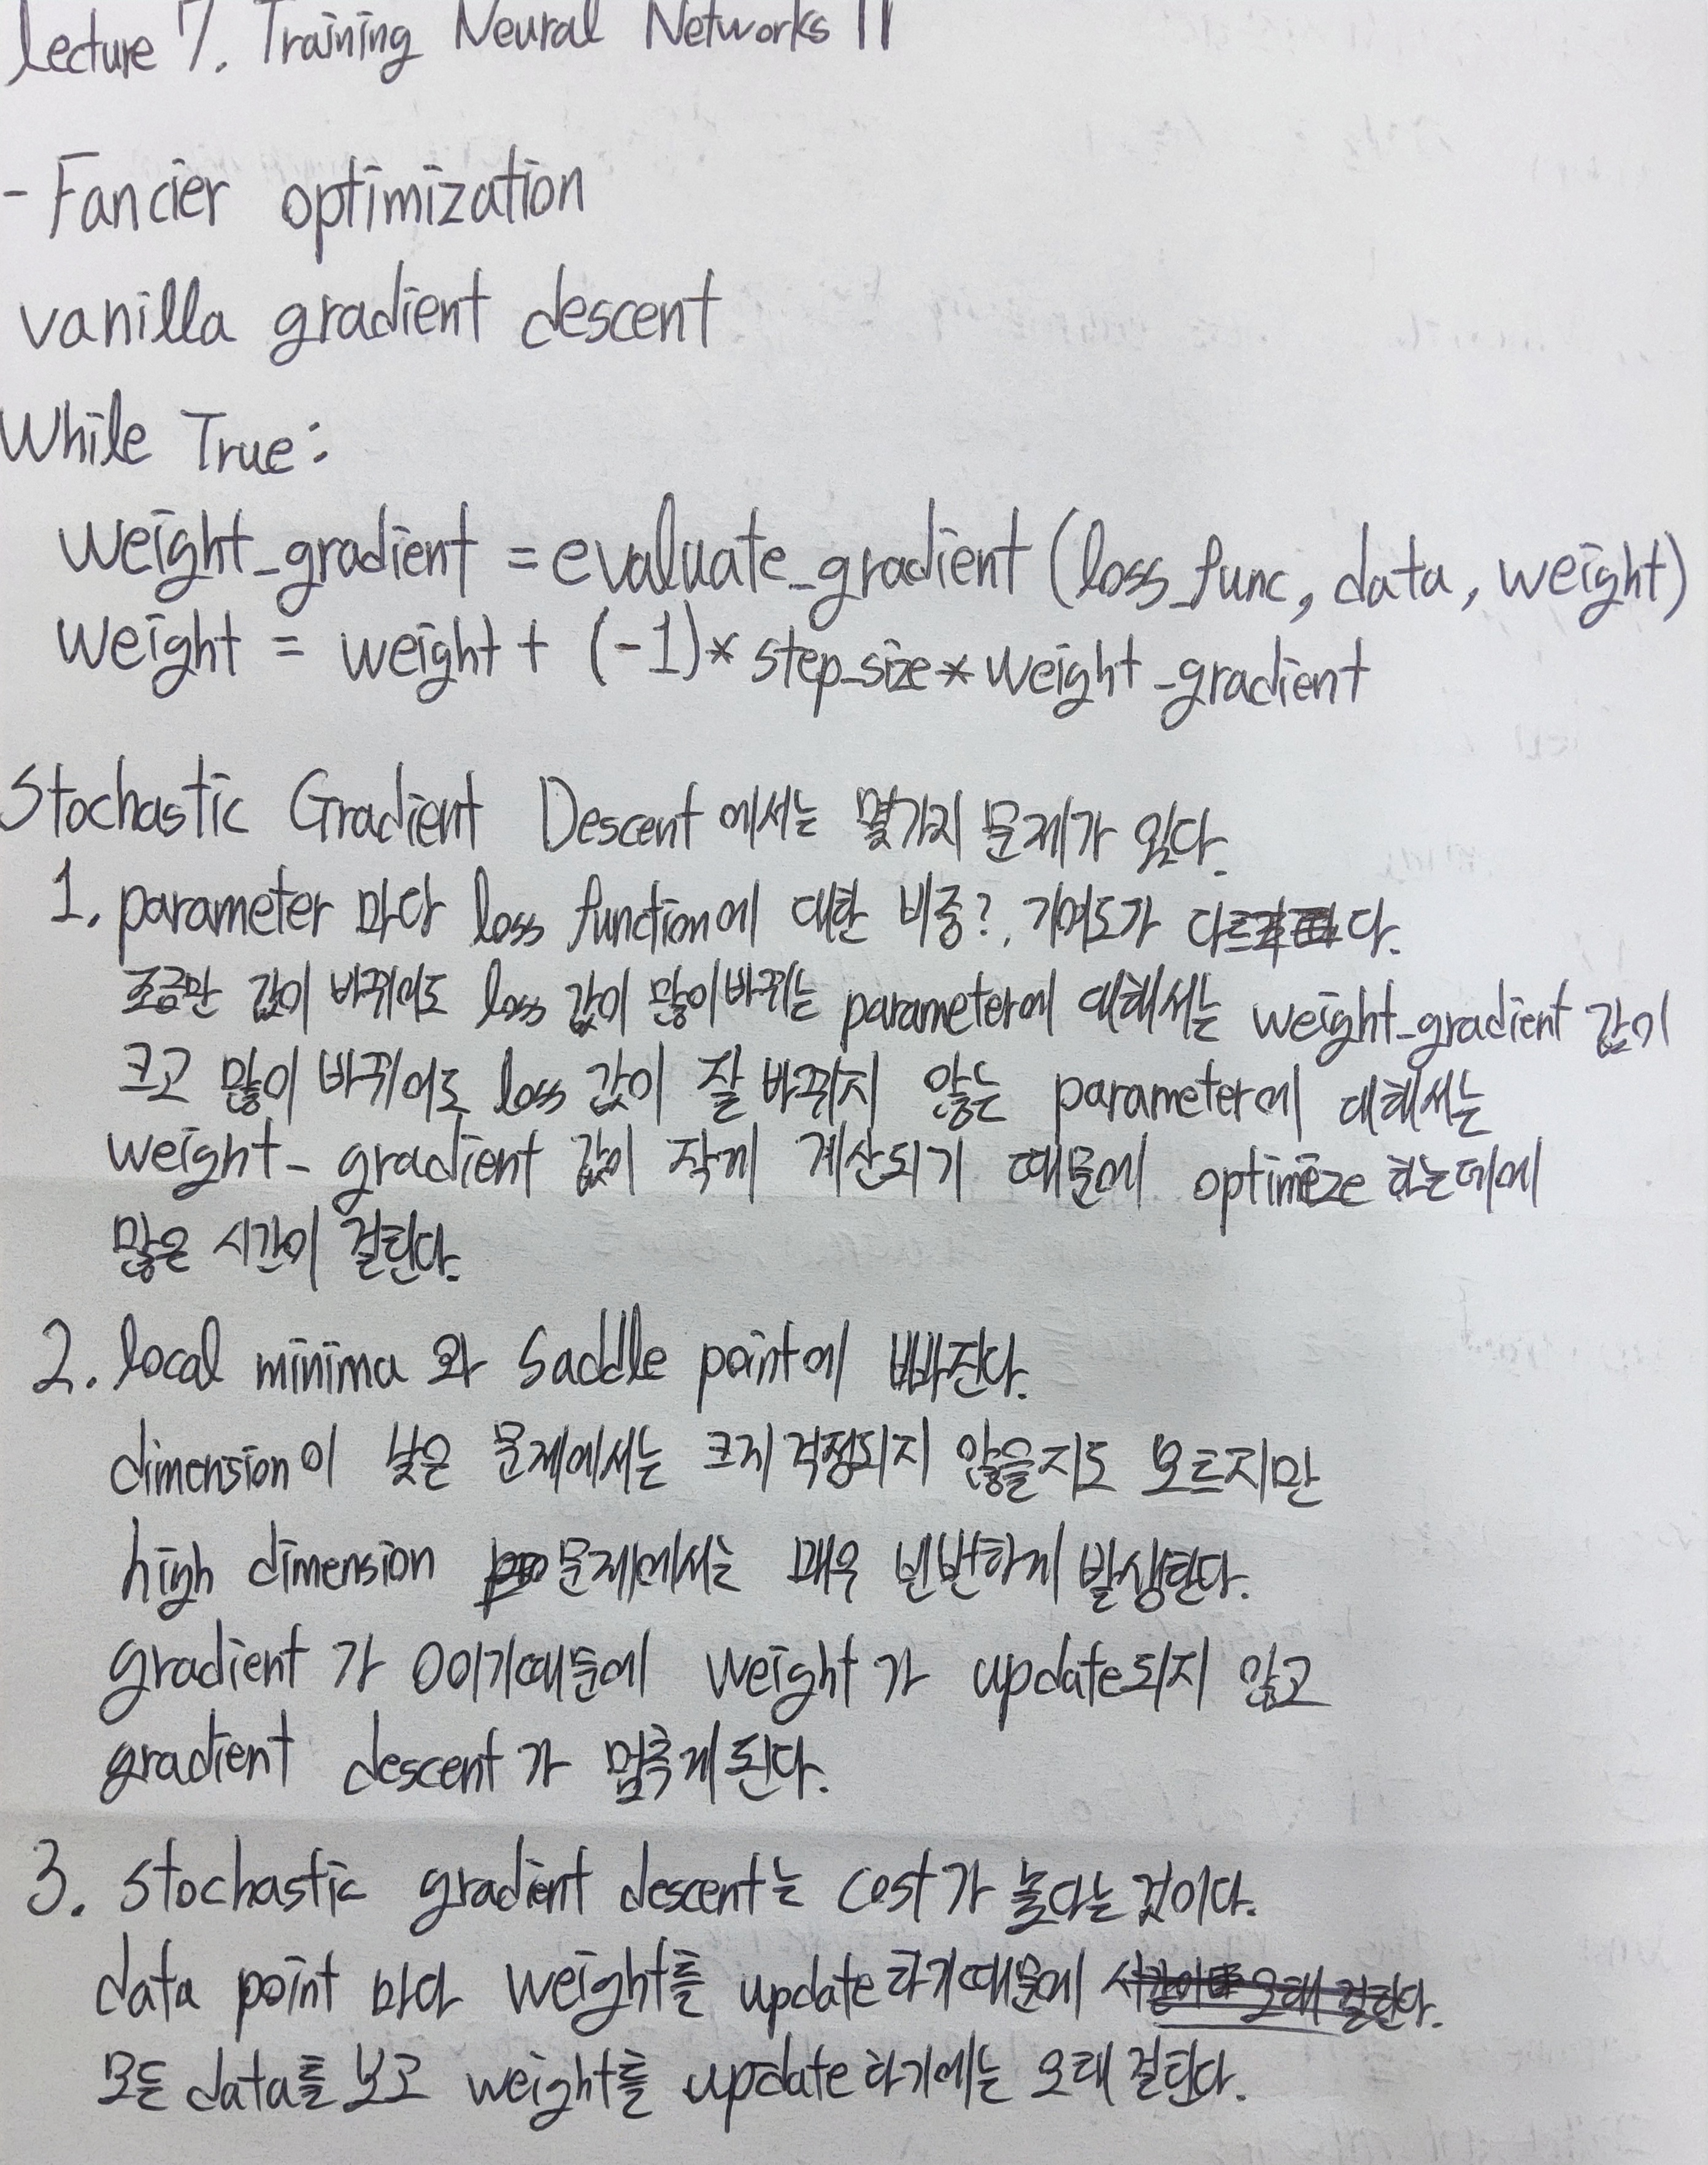 Lecture 7. Training Neural Networks II
- Fancier optimization
vanilla gradient descent
While True:
weight_gradient = evaluate_gradient (loss_func, data, weight)
weight = weight + (-1)* step_size * weight_gradient
Stochastic Gradient Descent 에서는 몇가지 문제가 있다.
1. parameter 마다 loss function에 대한 비중?, 기여도가 다르다.
조금만 값이 바뀌어도 loss 값이 많이바뀌는 parameter에 대해서는 weight_gradient 값이
크고 많이 바뀌어도 loss 값이 잘 바뀌지 않는 parameter에 대해서는
weight_gradient 값이 작게 계산되기 때문에 optimize 하는데에
많은 시간이 걸린다.
2. local minima 와 saddle point에 빠진다.
dimension이 낮은 문제에서는 크게 걱정되지 않을지도 모르지만
high dimension 문제에서는 매우 빈번하게 발생한다.
gradient 가 0이기때문에 weight 가 update되지 않고
gradient descent가 멈추게 된다.
3. stochastic gradient descent는 cost가 높다는 것이다.
data point 마다 weight를 update 하기때문에 시간이 오래 걸린다.
모든 data를 보고 weight를 update 하기에는 오래 걸린다.